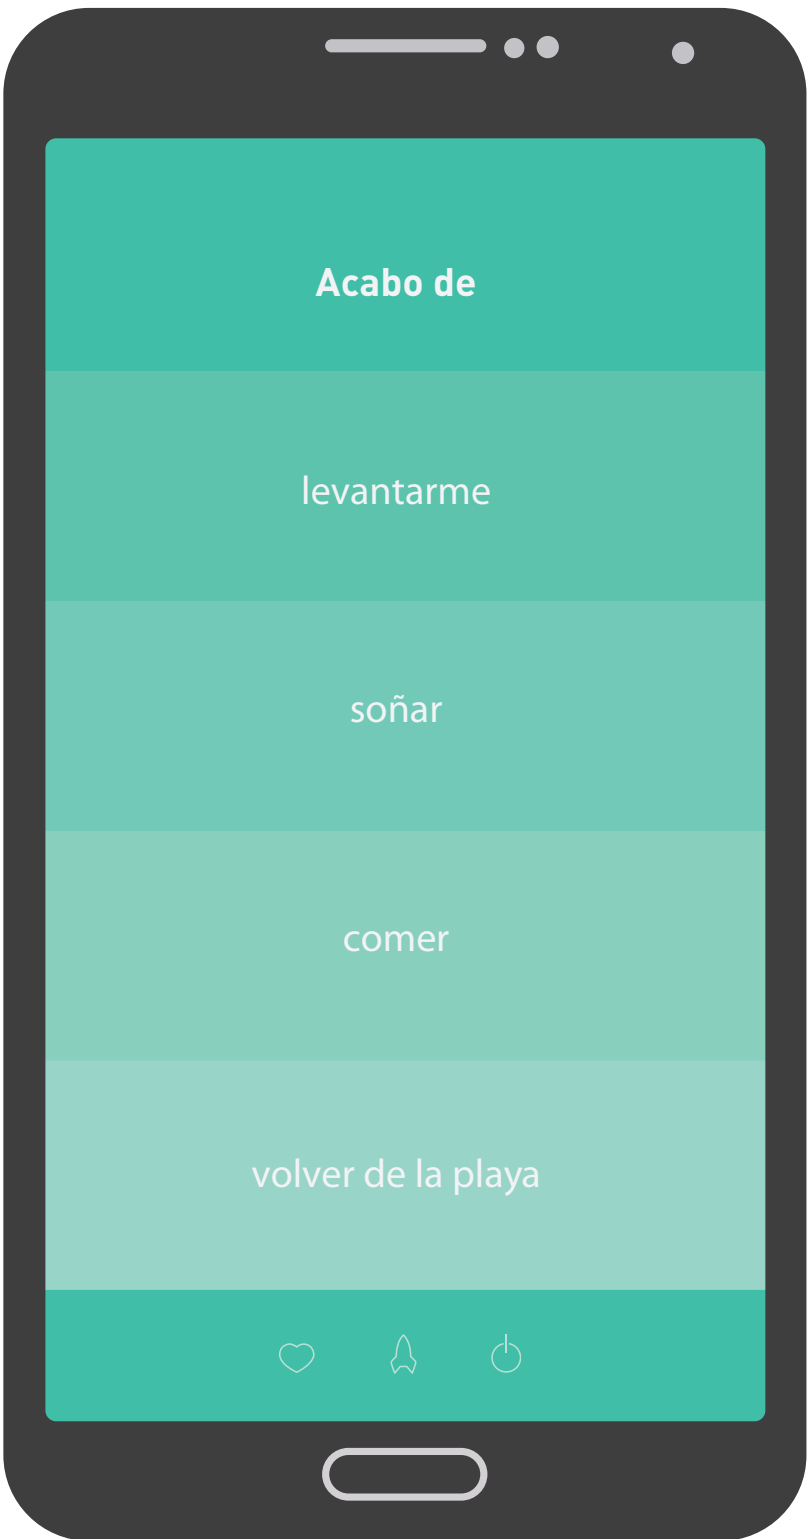 Acabo de
levantarme
soñar
comer
volver de la playa